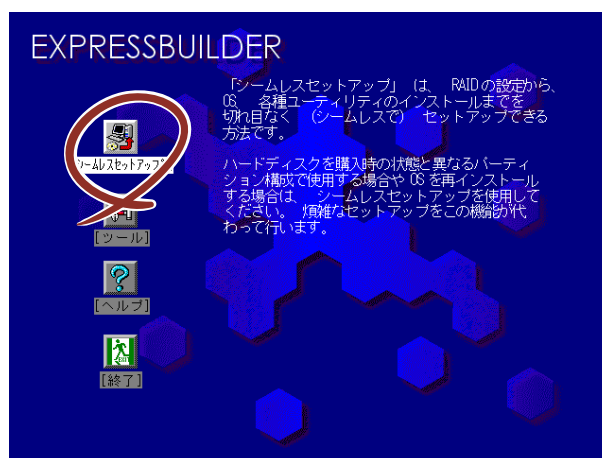 EXPRESSBUILDER
「シームレスセットアップ」 は、 RAIDの設定から、
OS、 各種ユーティリティのインストールまでを
切れ目なく （シームレスで） セットアップできる
方法です。
ハードディスクを購入時の状態と異なるパーティ
ション構成で使用する場合や OSを再インストール
する場合は、 シームレスセットアップを使用して
ください。 煩雑なセットアップをこの機能が代
わって行います。
シームレスセットアップ
[ツール]
[ヘルプ]
EXIT
[終了]